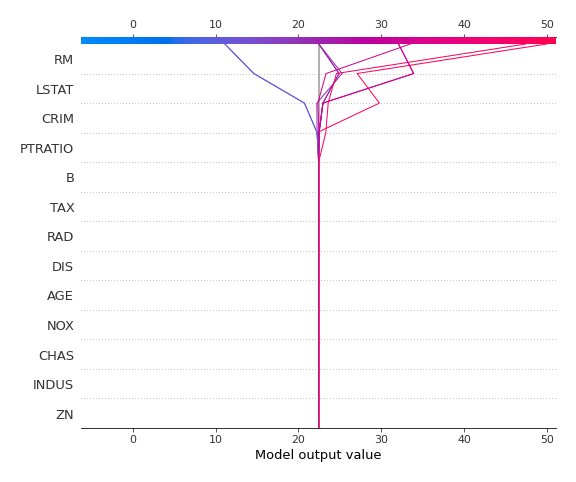 0 10 20 30 40 50
RM
LSTAT
CRIM
PTRATIO
B
TAX
RAD
DIS
AGE
NOX
CHAS
INDUS
ZN
0 10 20 30 40 50
Model output value